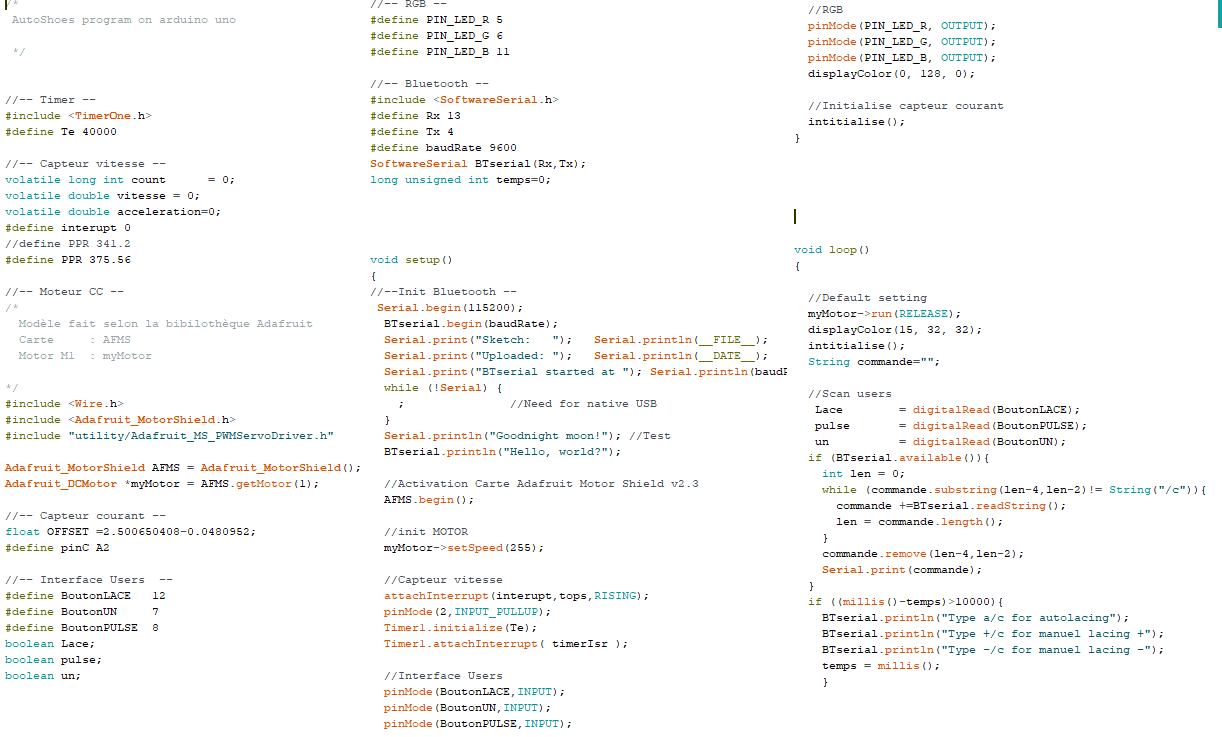 /*
AutoShoes program on arduino uno
*/
//-- Timer --
#include <TimerOne.h>
#define Te 40000
//-- Capteur vitesse --
volatile long int count      = 0;
volatile double vitesse = 0;
volatile double acceleration=0;
#define interupt 0
//define PPR 341.2
#define PPR 375.56
//-- Moteur CC --
/*
Modèle fait selon la bibilothèque Adafruit
Carte     : AFMS
Motor M1  : myMotor
*/
#include <Wire.h>
#include <Adafruit_MotorShield.h>
#include "utility/Adafruit_MS_PWMServoDriver.h"
Adafruit_MotorShield AFMS = Adafruit_MotorShield();
Adafruit_DCMotor *myMotor = AFMS.getMotor(1);
//-- Capteur courant --
float OFFSET =2.500650408-0.0480952;
#define pinC A2
//-- Interface Users  --
#define BoutonLACE   12
#define BoutonUN     7
#define BoutonPULSE  8
boolean Lace;
boolean pulse;
boolean un;
//-- RGB --
#define PIN_LED_R 5
#define PIN_LED_G 6
#define PIN_LED_B 11
//-- Bluetooth --
#include <SoftwareSerial.h>
#define Rx 13
#define Tx 4
#define baudRate 9600
SoftwareSerial BTserial(Rx,Tx);
long unsigned int temps=0;
void setup()
{
//--Init Bluetooth --
Serial.begin(115200);
BTserial.begin(baudRate);
Serial.print("Sketch:   ");   Serial.println(__FILE__);
Serial.print("Uploaded: ");   Serial.println(__DATE__);
Serial.print("BTserial started at "); Serial.println(baudR
while (!Serial) {
;               //Need for native USB
}
Serial.println("Goodnight moon!"); //Test
BTserial.println("Hello, world?");
//Activation Carte Adafruit Motor Shield v2.3
AFMS.begin();
//init MOTOR
myMotor->setSpeed(255);
//Capteur vitesse
attachInterrupt(interupt,tops,RISING);
pinMode(2,INPUT_PULLUP);
Timer1.initialize(Te);
Timer1.attachInterrupt( timerIsr );
//Interface Users
pinMode(BoutonLACE,INPUT);
pinMode(BoutonUN,INPUT);
pinMode(BoutonPULSE,INPUT);
//RGB
pinMode(PIN_LED_R, OUTPUT);
pinMode(PIN_LED_G, OUTPUT);
pinMode(PIN_LED_B, OUTPUT);
displayColor(0, 128, 0);
//Initialise capteur courant
intitialise();
}
void loop()
{
//Default setting
myMotor->run(RELEASE);
displayColor(15, 32, 32);
intitialise();
String commande="";
//Scan users
Lace        = digitalRead(BoutonLACE);
pulse       = digitalRead(BoutonPULSE);
un          = digitalRead(BoutonUN);
if (BTserial.available()){
int len = 0;
while (commande.substring(len-4,len-2)!= String("/c")){
commande +=BTserial.readString();
len = commande.length();
}
commande.remove(len-4,len-2);
Serial.print(commande);
}
if ((millis()-temps)>10000){
BTserial.println("Type a/c for autolacing");
BTserial.println("Type +/c for manuel lacing +");
BTserial.println("Type -/c for manuel lacing -");
temps = millis();
}